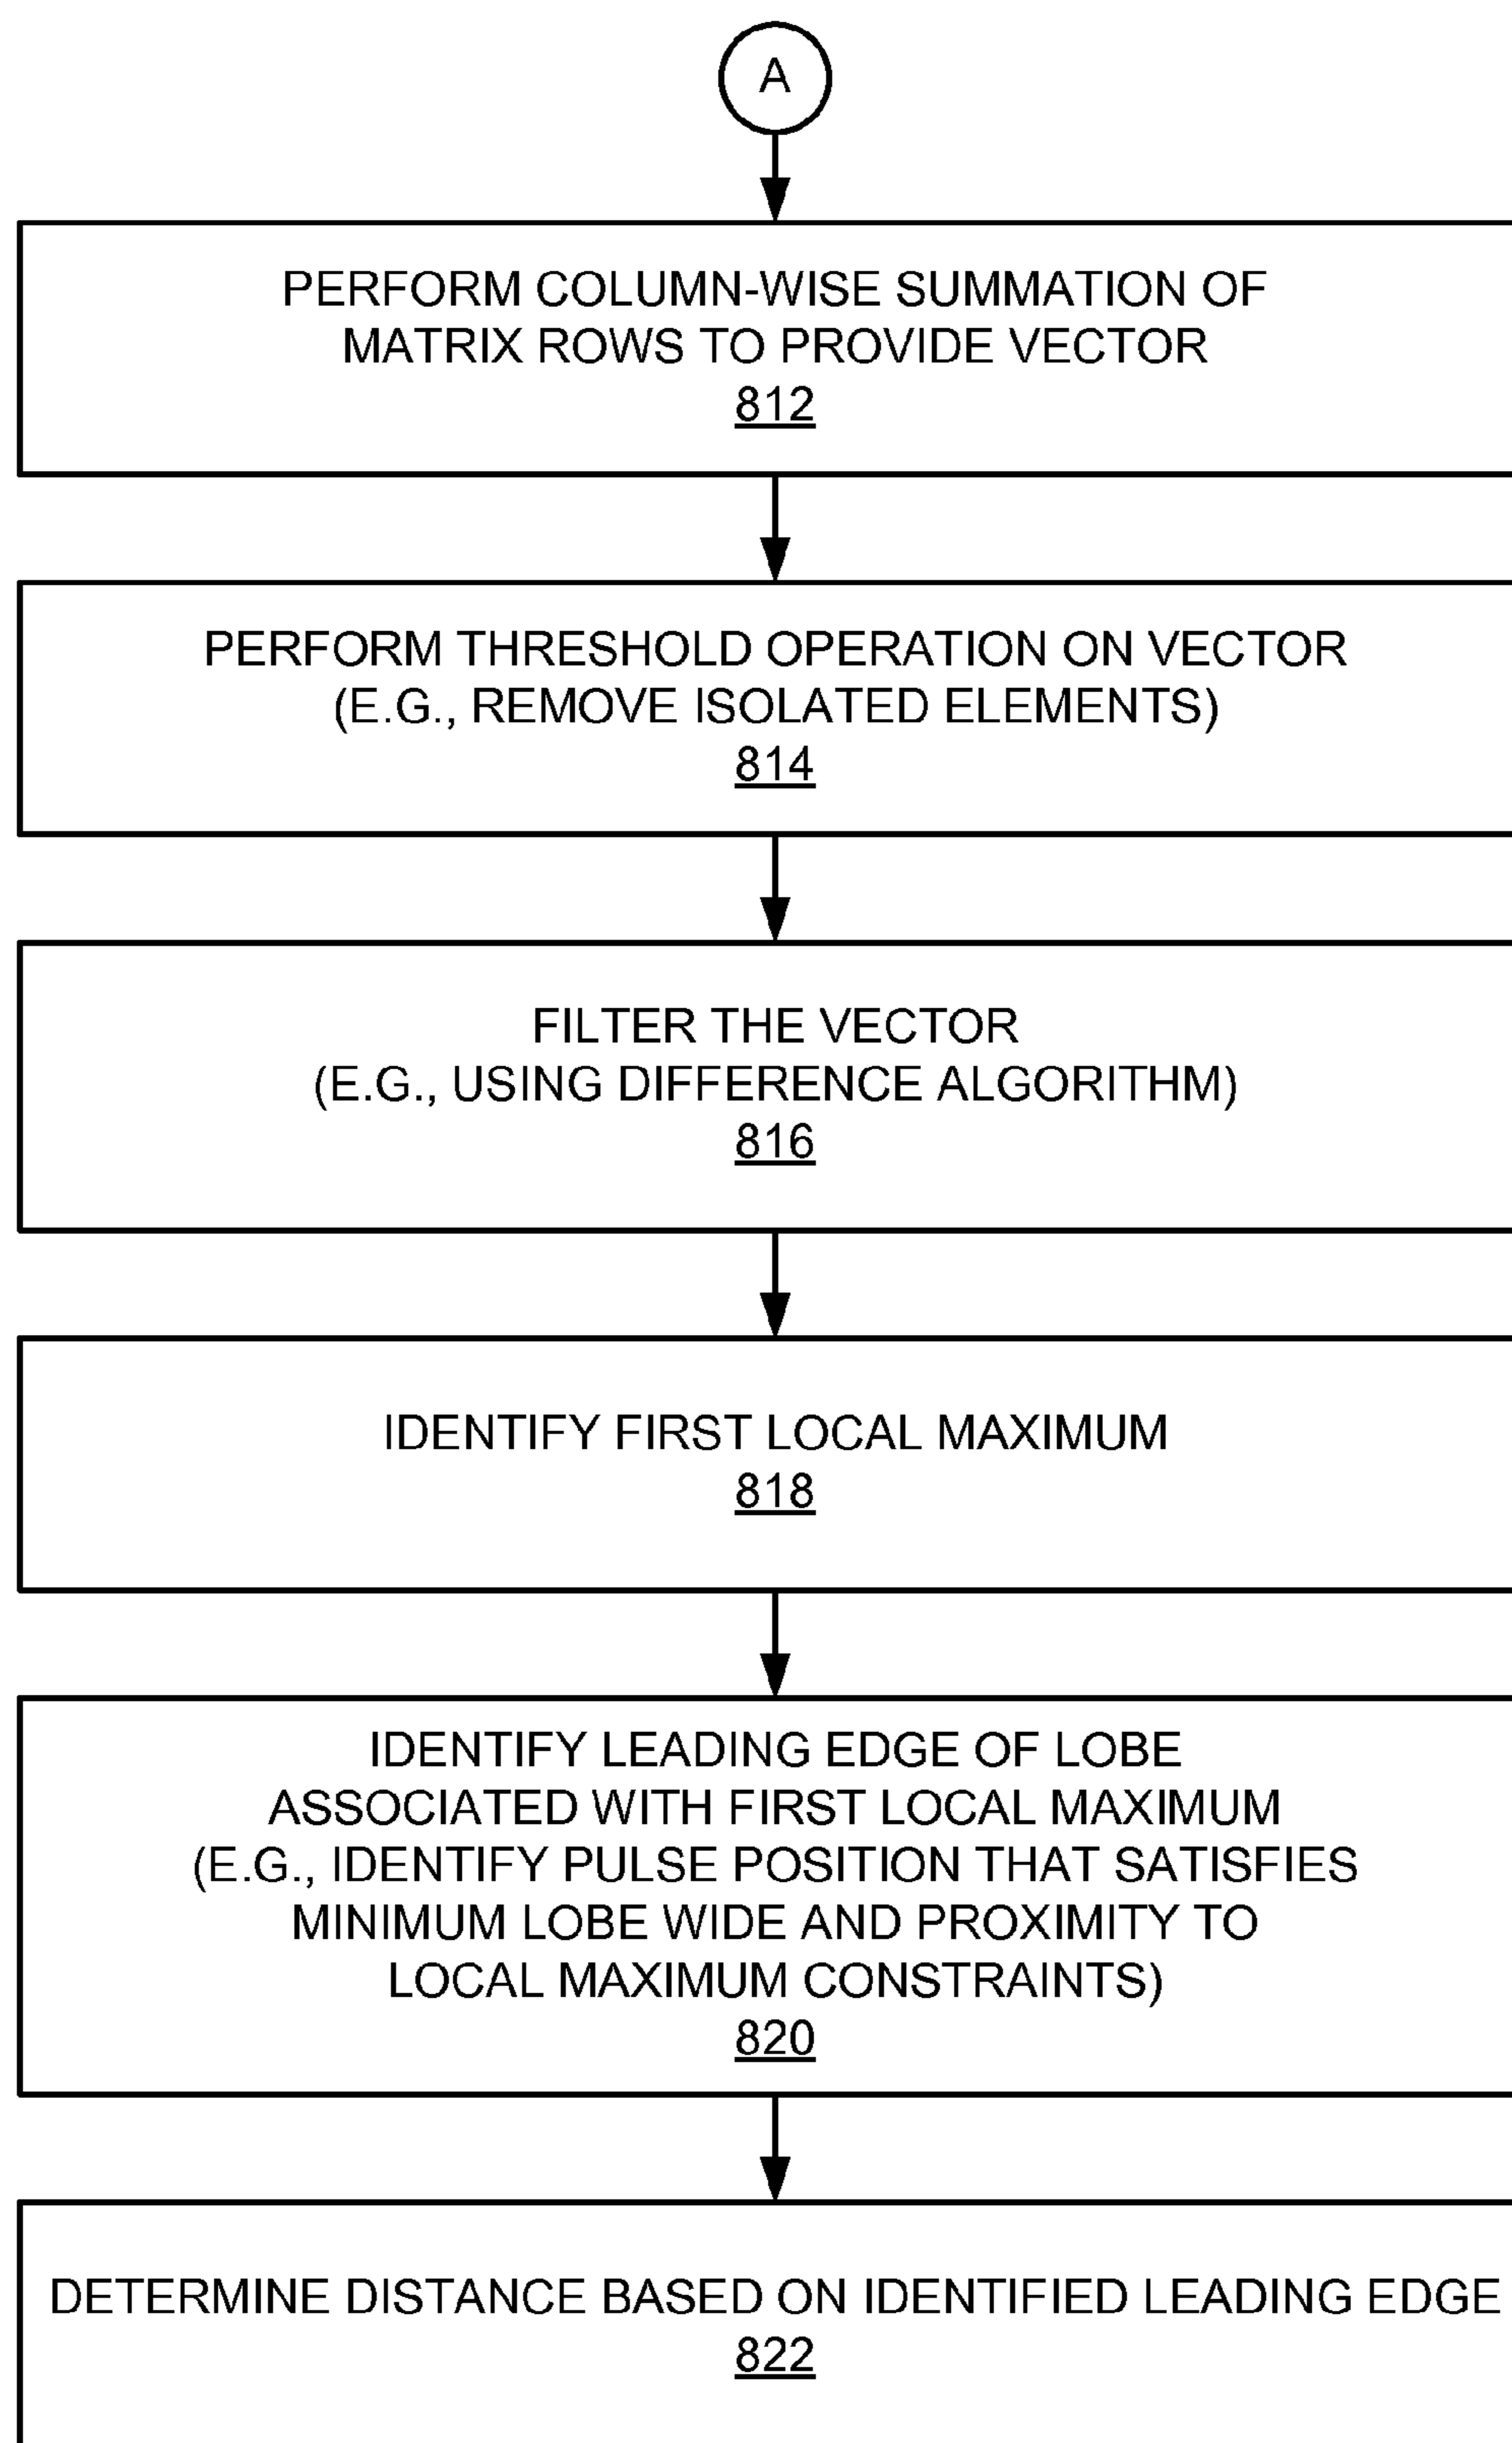 A
PERFORM COLUMN-WISE SUMMATION OF
MATRIX ROWS TO PROVIDE VECTOR
812
PERFORM THRESHOLD OPERATION ON VECTOR
(E.G., REMOVE ISOLATED ELEMENTS)
814
FILTER THE VECTOR
(E.G., USING DIFFERENCE ALGORITHM)
816
IDENTIFY FIRST LOCAL MAXIMUM
818
IDENTIFY LEADING EDGE OF LOBE
ASSOCIATED WITH FIRST LOCAL MAXIMUM
(E.G., IDENTIFY PULSE POSITION THAT SATISFIES
MINIMUM LOBE WIDE AND PROXIMITY TO
LOCAL MAXIMUM CONSTRAINTS)
820
DETERMINE DISTANCE BASED ON IDENTIFIED LEADING EDGE
822